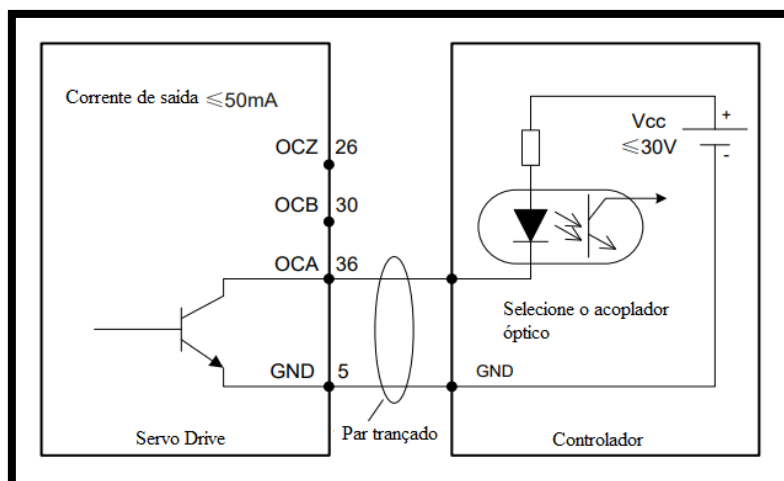 Corrente de saida ≤50mA
OCZ 26
OCB 30
OCA 36
GND 5
Servo Drive
Par trançado
Vcc
≤30V
+
-
Selecione o acoplador
óptico
GND
Controlador